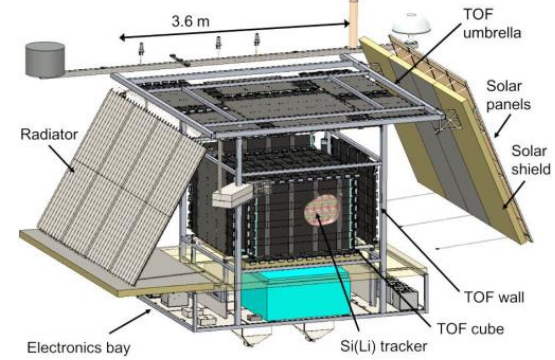 3.6 m
TOF
umbrella
Solar
panels
Solar
shield
Radiator
TOF wall
TOF cube
Si(Li) tracker
Electronics bay